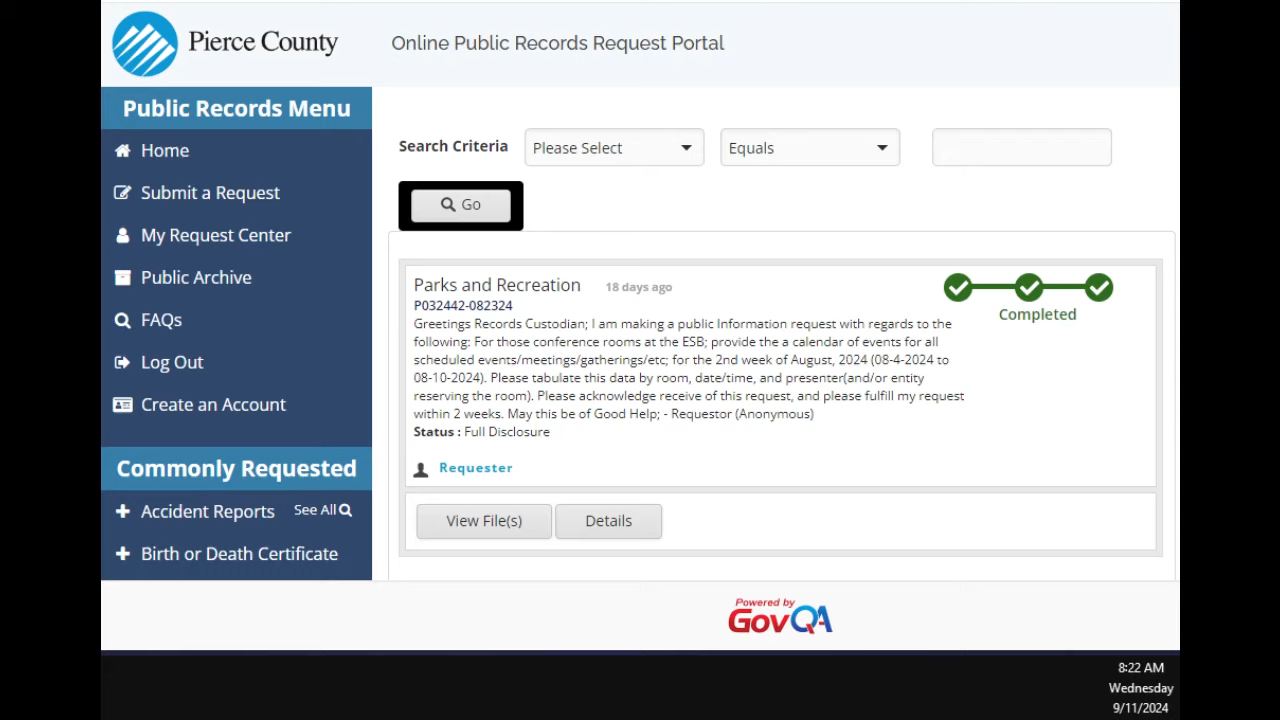 Pierce County
Online Public Records Request Portal
Public Records Menu
Home
Submit a Request
My Request Center
Public Archive
FAQs
Log Out
Create an Account
Commonly Requested
Accident Reports See All
Birth or Death Certificate
Search Criteria Please Select Equals
Go
Parks and Recreation 18 days ago
P032442-082324
Completed
Greetings Records Custodian; I am making a public Information request with regards to the
following: For those conference rooms at the ESB; provide the a calendar of events for all
scheduled events/meetings/gatherings/etc; for the 2nd week of August, 2024 (08-4-2024 to
08-10-2024). Please tabulate this data by room, date/time, and presenter(and/or entity
reserving the room). Please acknowledge receive of this request, and please fulfill my request
within 2 weeks. May this be of Good Help; - Requestor (Anonymous)
Status : Full Disclosure
Requester
View File(s) Details
Powered by
GovQA
8:22 AM
Wednesday
9/11/2024